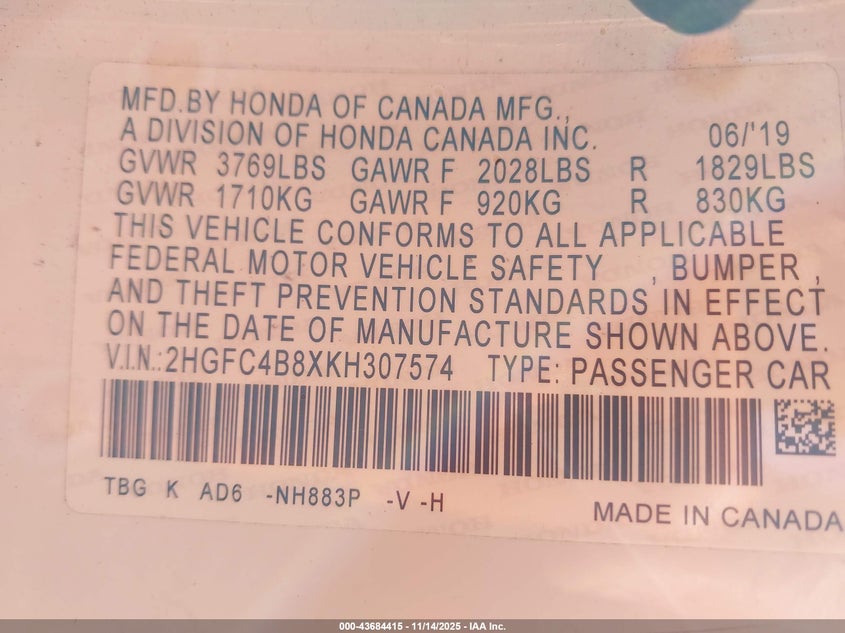 MFD.BY HONDA OF CANADA MFG.,
A DIVISION OF HONDA CANADA INC. 06/'19
GVWR 3769LBS GAWR F 2028LBS R 1829LBS
GVWR 1710KG GAWR F 920KG R 830KG
THIS VEHICLE CONFORMS TO ALL APPLICABLE
FEDERAL MOTOR VEHICLE SAFETY , BUMPER ,
AND THEFT PREVENTION STANDARDS IN EFFECT
ON THE DATE OF MANUFACTURE SHOWN ABOVE.
V.I.N.:2HGFC4B8XKH307574 TYPE: PASSENGER CAR
TBG K AD6 -NH883P -V -H
MADE IN CANADA
000-43684415 - 11/14/2025 - IAA Inc.